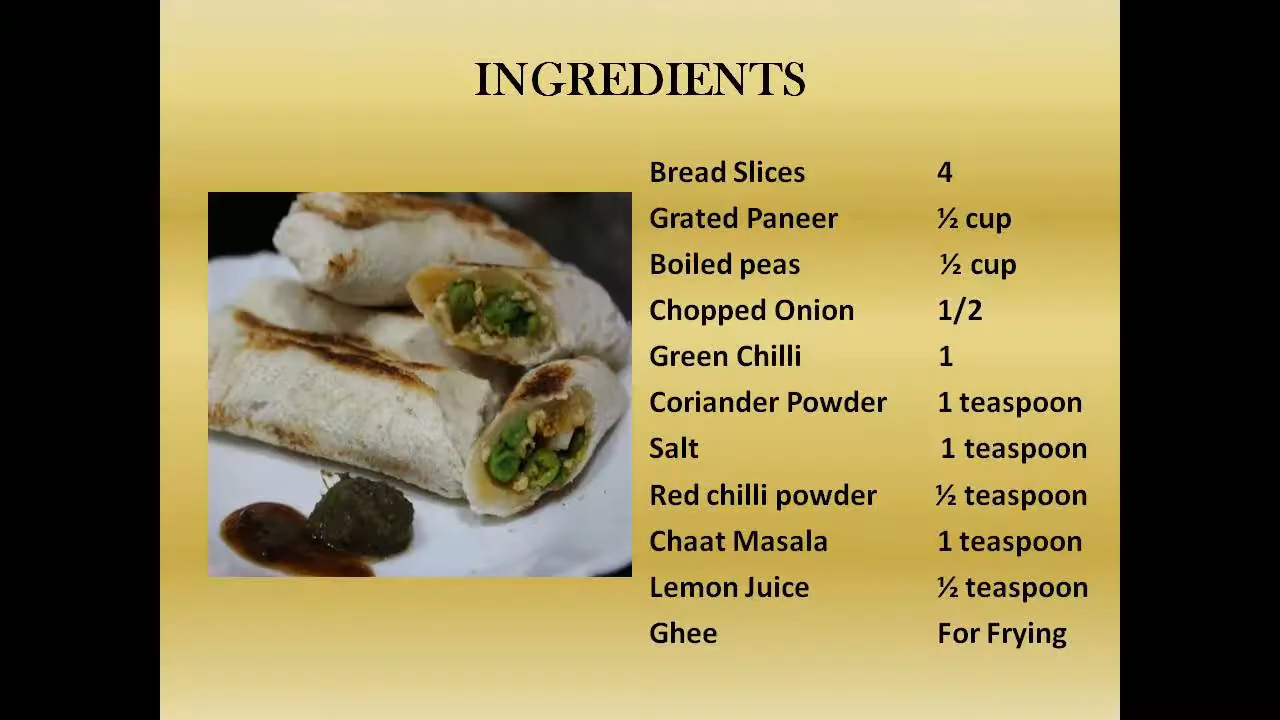 INGREDIENTS
Bread Slices 4
Grated Paneer ½ cup
Boiled peas ½ cup
Chopped Onion 1/2
Green Chilli 1
Coriander Powder 1 teaspoon
Salt 1 teaspoon
Red chilli powder ½ teaspoon
Chaat Masala 1 teaspoon
Lemon Juice ½ teaspoon
Ghee For Frying